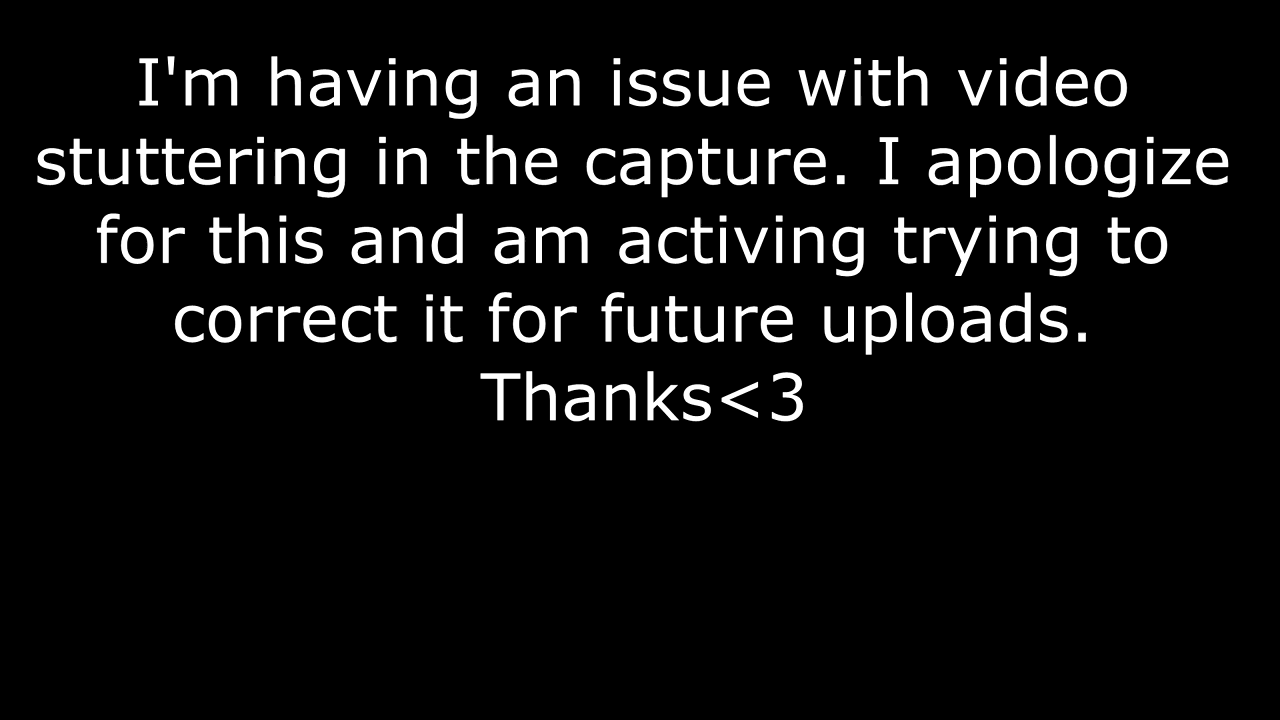 I'm having an issue with video
stuttering in the capture. I apologize
for this and am activing trying to
correct it for future uploads.
Thanks<3